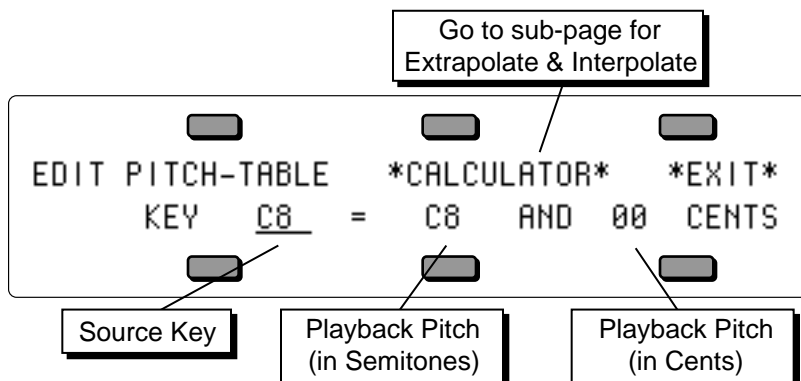 Go to sub-page for
Extrapolate & Interpolate
EDIT PITCH-TABLE *CALCULATOR* *EXIT*
KEY C8 = C8 AND 00 CENTS
Source Key
Playback Pitch
(in Semitones)
Playback Pitch
(in Cents)